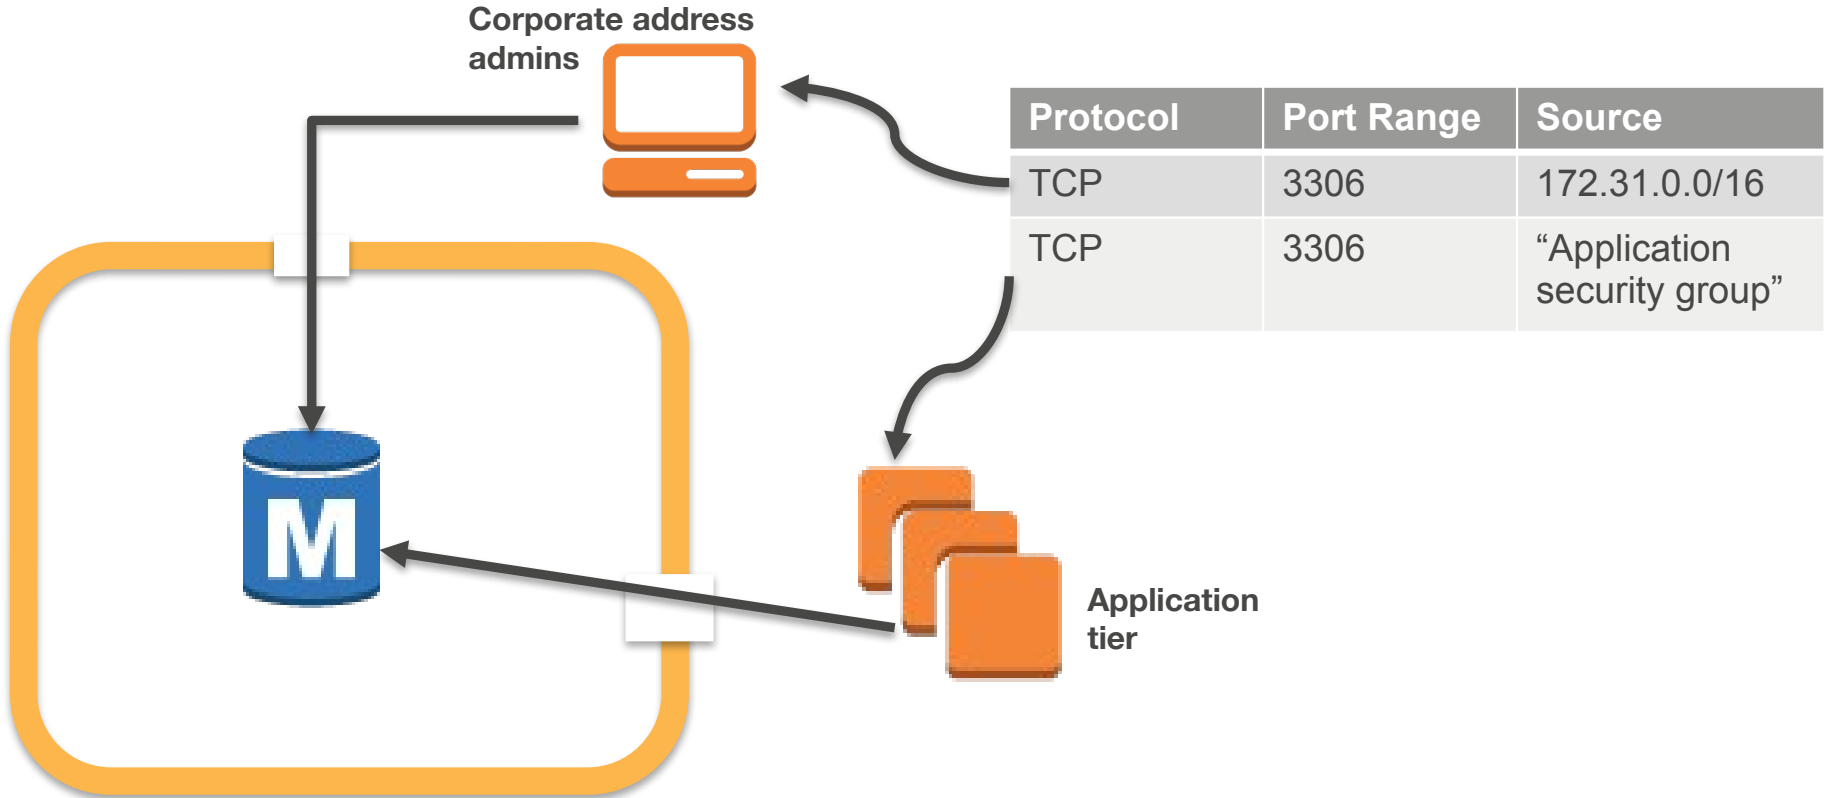 Corporate address
admins
Protocol Port Range Source
TCP 3306 172.31.0.0/16
TCP 3306 “Application
security group”
M
Application
tier